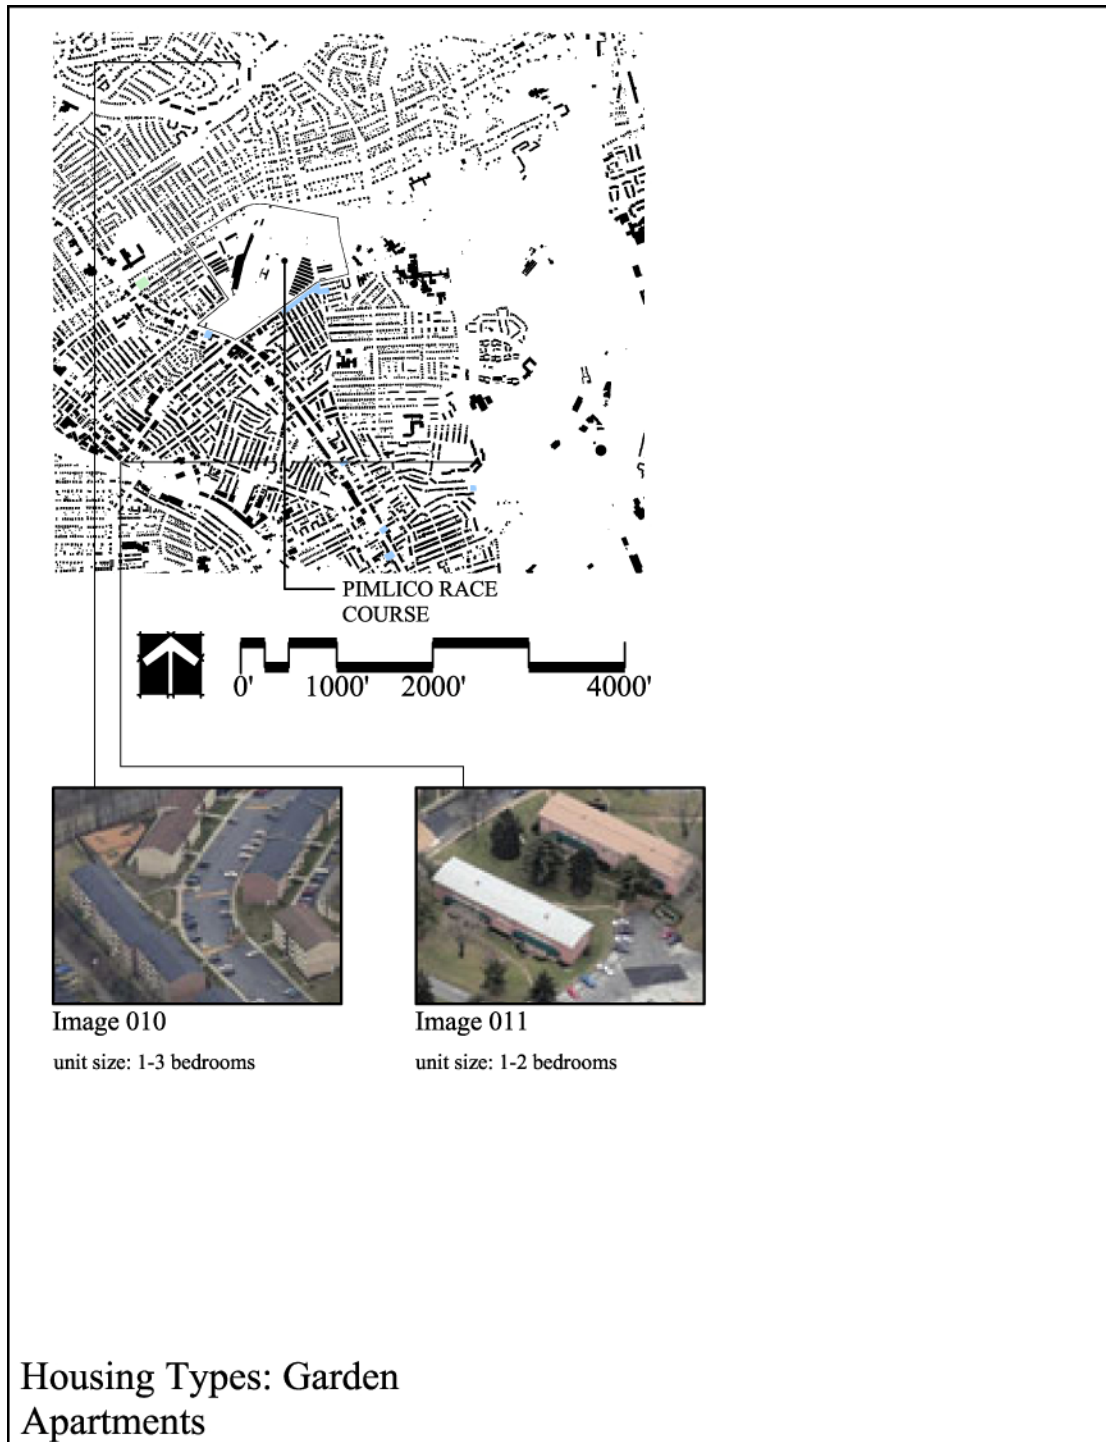 PIMLICO RACE
COURSE
0' 1000' 2000' 4000'
Image 010
unit size: 1-3 bedrooms
Image 011
unit size: 1-2 bedrooms
Housing Types: Garden
Apartments